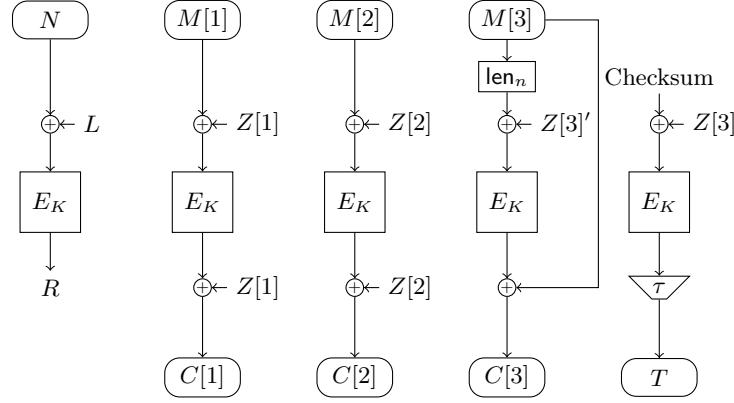 N M[1] M[2] M[3]
len_n Checksum
L Z[1] Z[2] Z[3]′ Z[3]
E_K E_K E_K E_K E_K
R Z[1] Z[2] τ
C[1] C[2] C[3] T